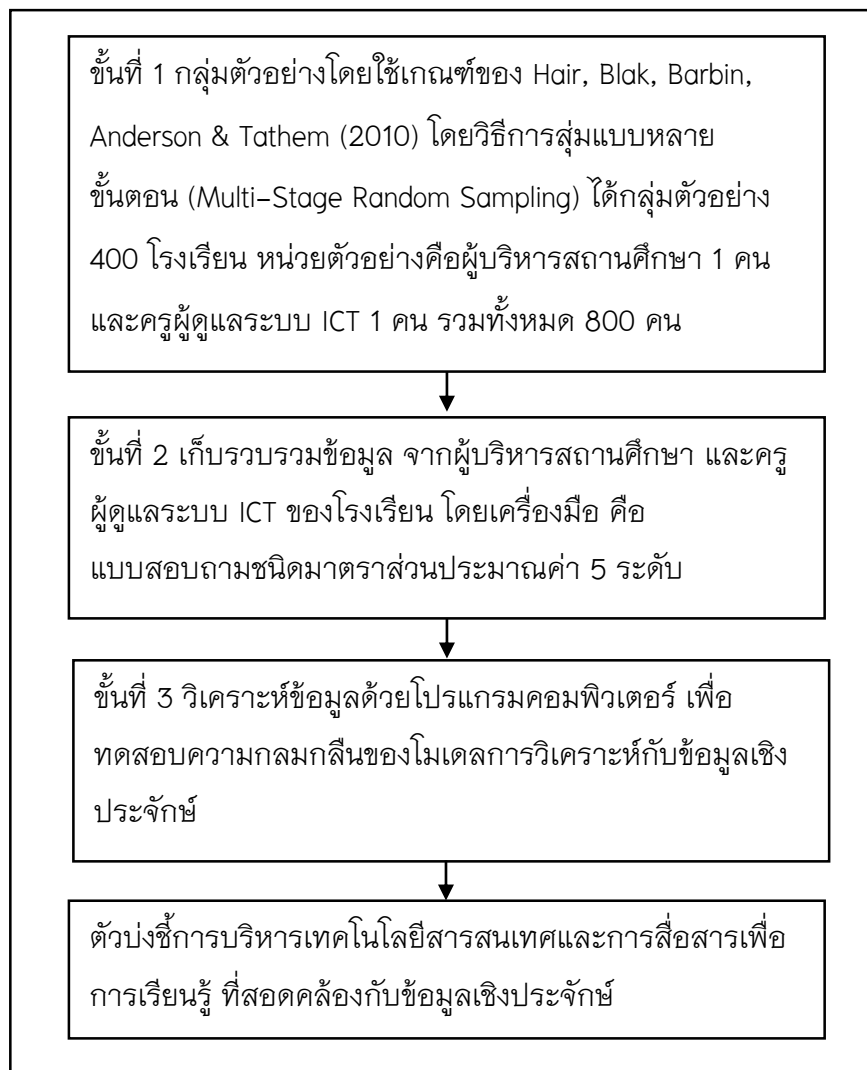 ขั้นที่ 1 กลุ่มตัวอย่างโดยใช้เกณฑ์ของ Hair, Blak, Barbin,
Anderson & Tathem (2010) โดยวิธีการสุ่มแบบหลาย
ขั้นตอน (Multi-Stage Random Sampling) ได้กลุ่มตัวอย่าง
400 โรงเรียน หน่วยตัวอย่างคือผู้บริหารสถานศึกษา 1 คน
และครูผู้ดูแลระบบ ICT 1 คน รวมทั้งหมด 800 คน
ขั้นที่ 2 เก็บรวบรวมข้อมูล จากผู้บริหารสถานศึกษา และครู
ผู้ดูแลระบบ ICT ของโรงเรียน โดยเครื่องมือ คือ
แบบสอบถามชนิดมาตราส่วนประมาณค่า 5 ระดับ
ขั้นที่ 3 วิเคราะห์ข้อมูลด้วยโปรแกรมคอมพิวเตอร์ เพื่อ
ทดสอบความกลมกลืนของโมเดลการวิเคราะห์กับข้อมูลเชิง
ประจักษ์
ตัวบ่งชี้การบริหารเทคโนโลยีสารสนเทศและการสื่อสารเพื่อ
การเรียนรู้ ที่สอดคล้องกับข้อมูลเชิงประจักษ์